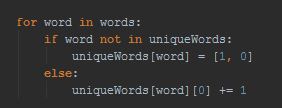 for word in words:
    if word not in uniqueWords:
        uniqueWords[word] = [1, 0]
    else:
        uniqueWords[word][0] += 1